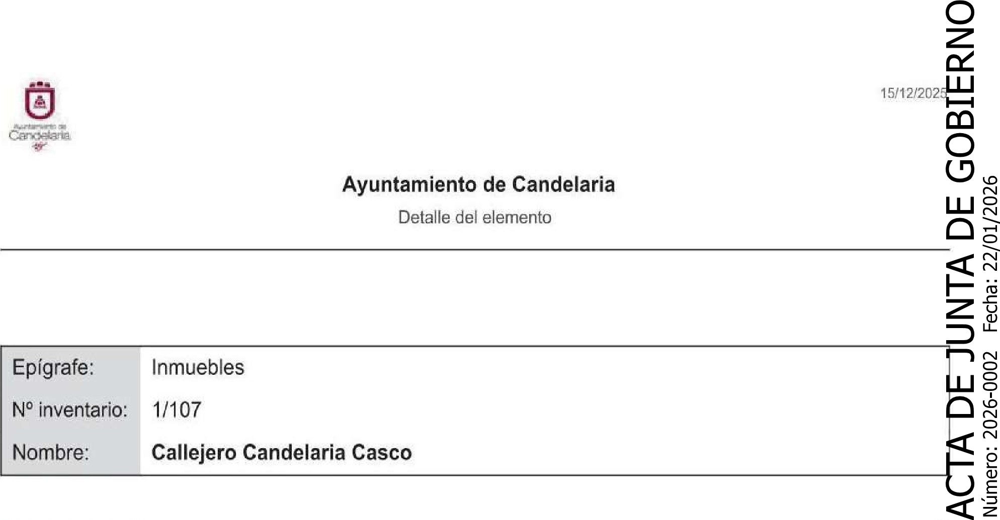 15/12/2025
Ayuntamiento de
Candelaria
Ayuntamiento de Candelaria
Detalle del elemento
Epígrafe: Inmuebles
Nº inventario: 1/107
Nombre: Callejero Candelaria Casco
ACTA DE JUNTA DE GOBIERNO
Número: 2026-0002 Fecha: 22/01/2026